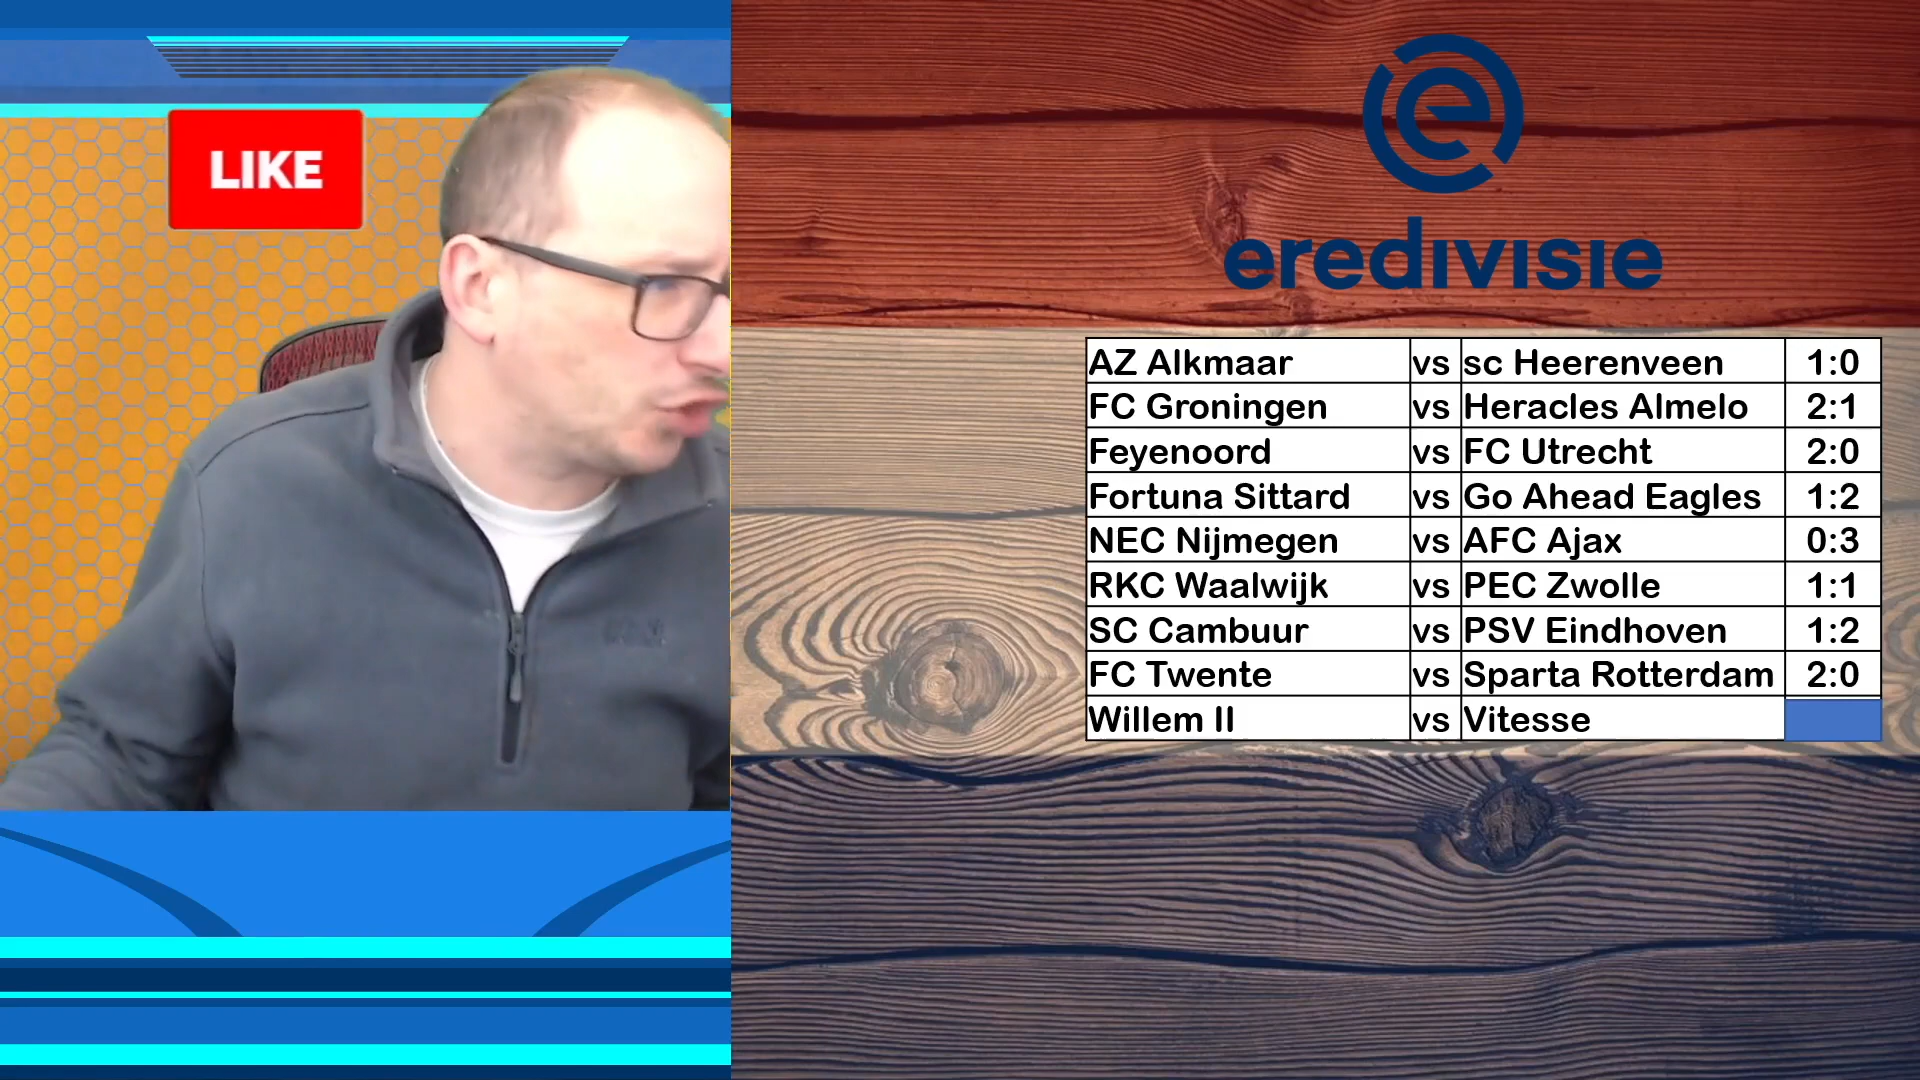 LIKE
eredivisie
AZ Alkmaar vs sc Heerenveen 1:0
FC Groningen vs Heracles Almelo 2:1
Feyenoord vs FC Utrecht 2:0
Fortuna Sittard vs Go Ahead Eagles 1:2
NEC Nijmegen vs AFC Ajax 0:3
RKC Waalwijk vs PEC Zwolle 1:1
SC Cambuur vs PSV Eindhoven 1:2
FC Twente vs Sparta Rotterdam 2:0
Willem II vs Vitesse